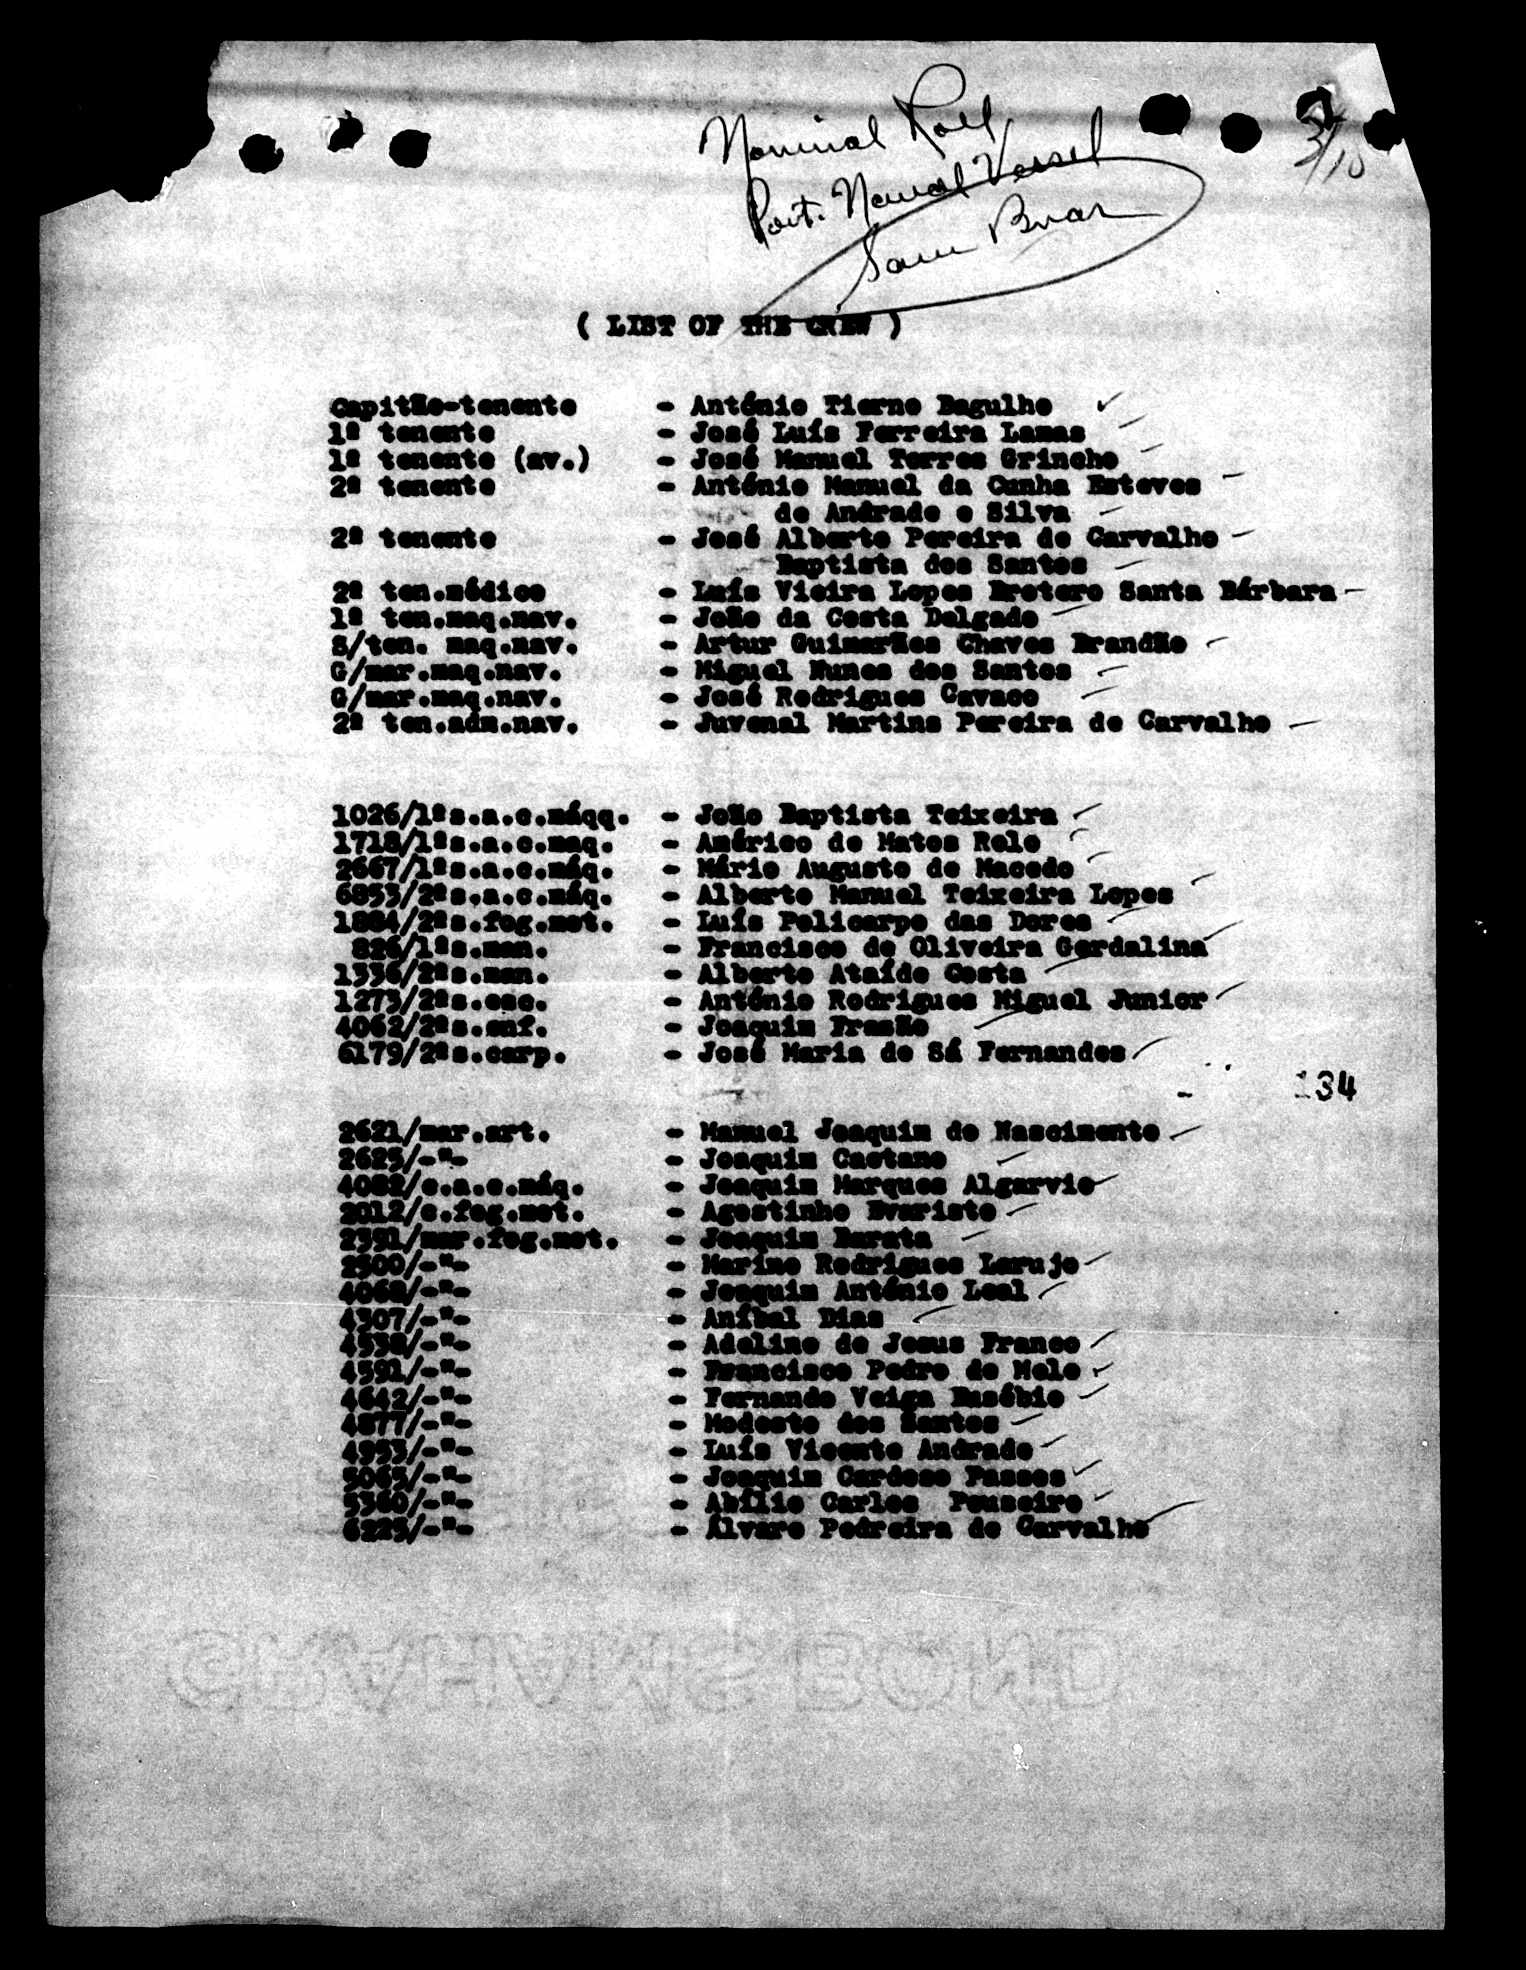 Nominal Roll
Port. Naval Vessel
3/10
( LIST OF THE CREW )
Capitão-tenente - António Tierno Bagulho
1º tenente - José Luís Ferreira Lamas
1º tenente (av.) - José Manuel Torres Grincho
2º tenente - António Manuel da Cunha Esteves
de Andrade e Silva
2º tenente - José Alberto Pereira de Carvalho
Baptista dos Santos
2º ten.médico - Luís Vieira Lopes Eretero Santa Bárbara
1º ten.maq.nav. - João da Costa Delgado
S/ten. maq.nav. - Artur Guimarães Chaves Brandão
G/mar.maq.nav. - Miguel Nunes dos Santos
G/mar.maq.nav. - José Rodrigues Cavaco
2º ten.adm.nav. - Juvenal Martins Pereira de Carvalho
1026/1ºs.a.c.máqq. - João Baptista Teixeira
1718/1ºs.a.c.maq. - Américo de Matos Rolo
2667/1ºs.a.c.máq. - Mário Augusto de Macedo
6853/2ºs.a.c.máq. - Alberto Manuel Teixeira Lopes
1884/2ºs.fog.mot. - Luís Policarpo das Dores
826/1ºs.man. - Francisco de Oliveira Gordalina
1336/2ºs.man. - Alberto Ataíde Costa
1273/2ºs.esc. - António Rodrigues Miguel Junior
4062/2ºs.enf. - Joaquim Frazão
6179/2ºs.carp. - José Maria de Sá Fernandes
134
2621/mar.art. - Manuel Joaquim do Nascimento
2625/-"- - Joaquim Caetano
4082/c.a.c.máq. - Joaquim Marques Algarvio
2012/c.fog.mot. - Agostinho Evaristo
2391/mar.fog.mot. - Joaquim Barata
2500/-"- - Marino Rodrigues Larujo
4068/-"- - Joaquim António Leal
4307/-"- - Aníbal Dias
4538/-"- - Adelino de Jesus Franco
4591/-"- - Francisco Pedro de Melo
4642/-"- - Fernando Veiga Eusébio
4877/-"- - Modesto dos Santos
4953/-"- - Luís Vicente Andrade
5065/-"- - Joaquim Cardoso Passos
5360/-"- - Abílio Carlos Pouseiro
6225/-"- - Álvaro Pedreira de Carvalho
GRAHAMS BOND